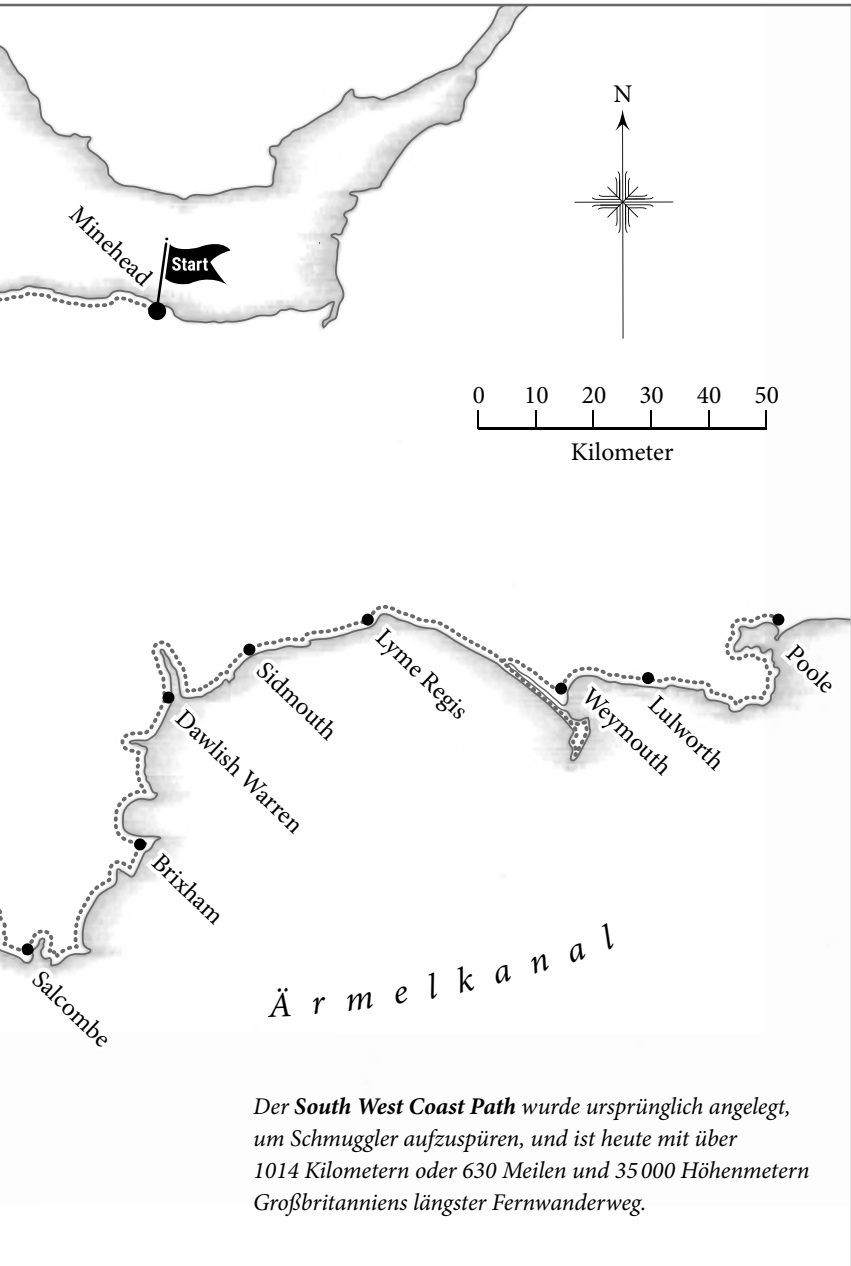 N
Minehead
Start
0 10 20 30 40 50
Kilometer
Lyme Regis
Sidmouth
Poole
Weymouth
Lulworth
Dawlish Warren
Brixham
Salcombe
Ärmelkanal
Der South West Coast Path wurde ursprünglich angelegt,
um Schmuggler aufzuspüren, und ist heute mit über
1014 Kilometern oder 630 Meilen und 35 000 Höhenmetern
Großbritanniens längster Fernwanderweg.